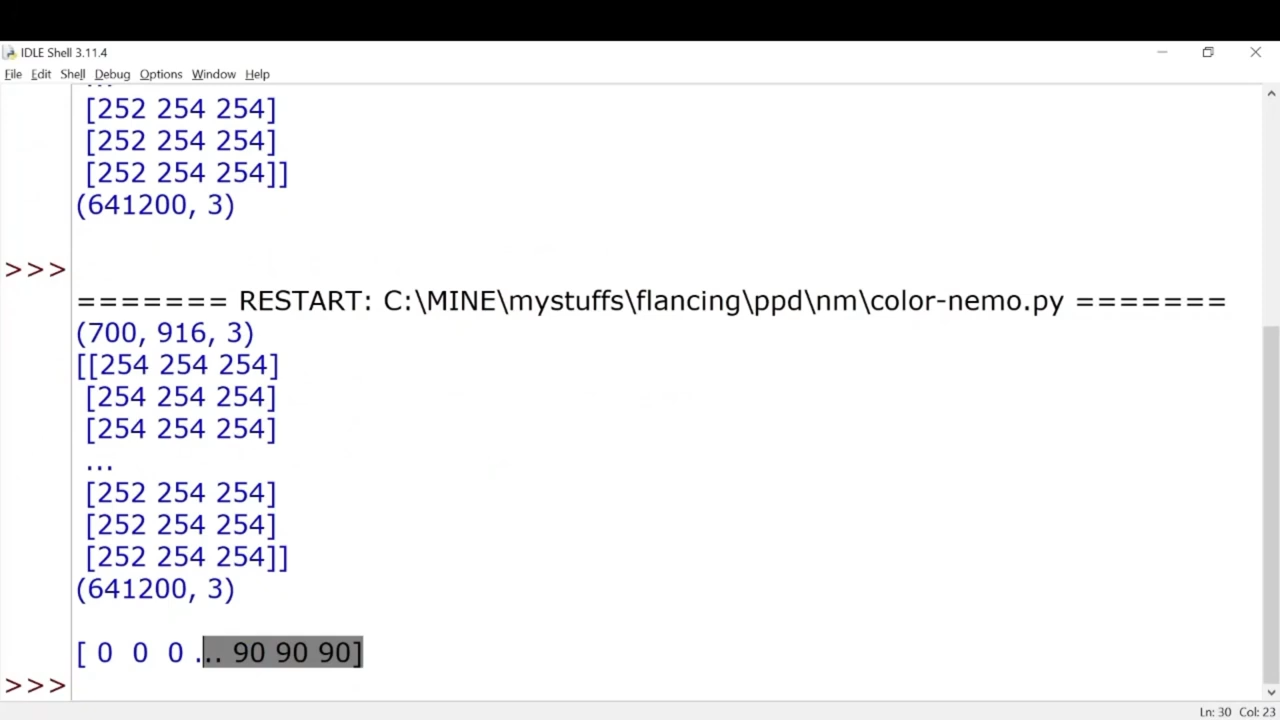 IDLE Shell 3.11.4
File Edit Shell Debug Options Window Help
...
[252 254 254]
[252 254 254]
[252 254 254]]
(641200, 3)
>>>
======= RESTART: C:\MINE\mystuffs\flancing\ppd\nm\color-nemo.py =======
(700, 916, 3)
[[254 254 254]
[254 254 254]
[254 254 254]
...
[252 254 254]
[252 254 254]
[252 254 254]]
(641200, 3)
[ 0 0 0 ... 90 90 90]
>>>
Ln: 30 Col: 23